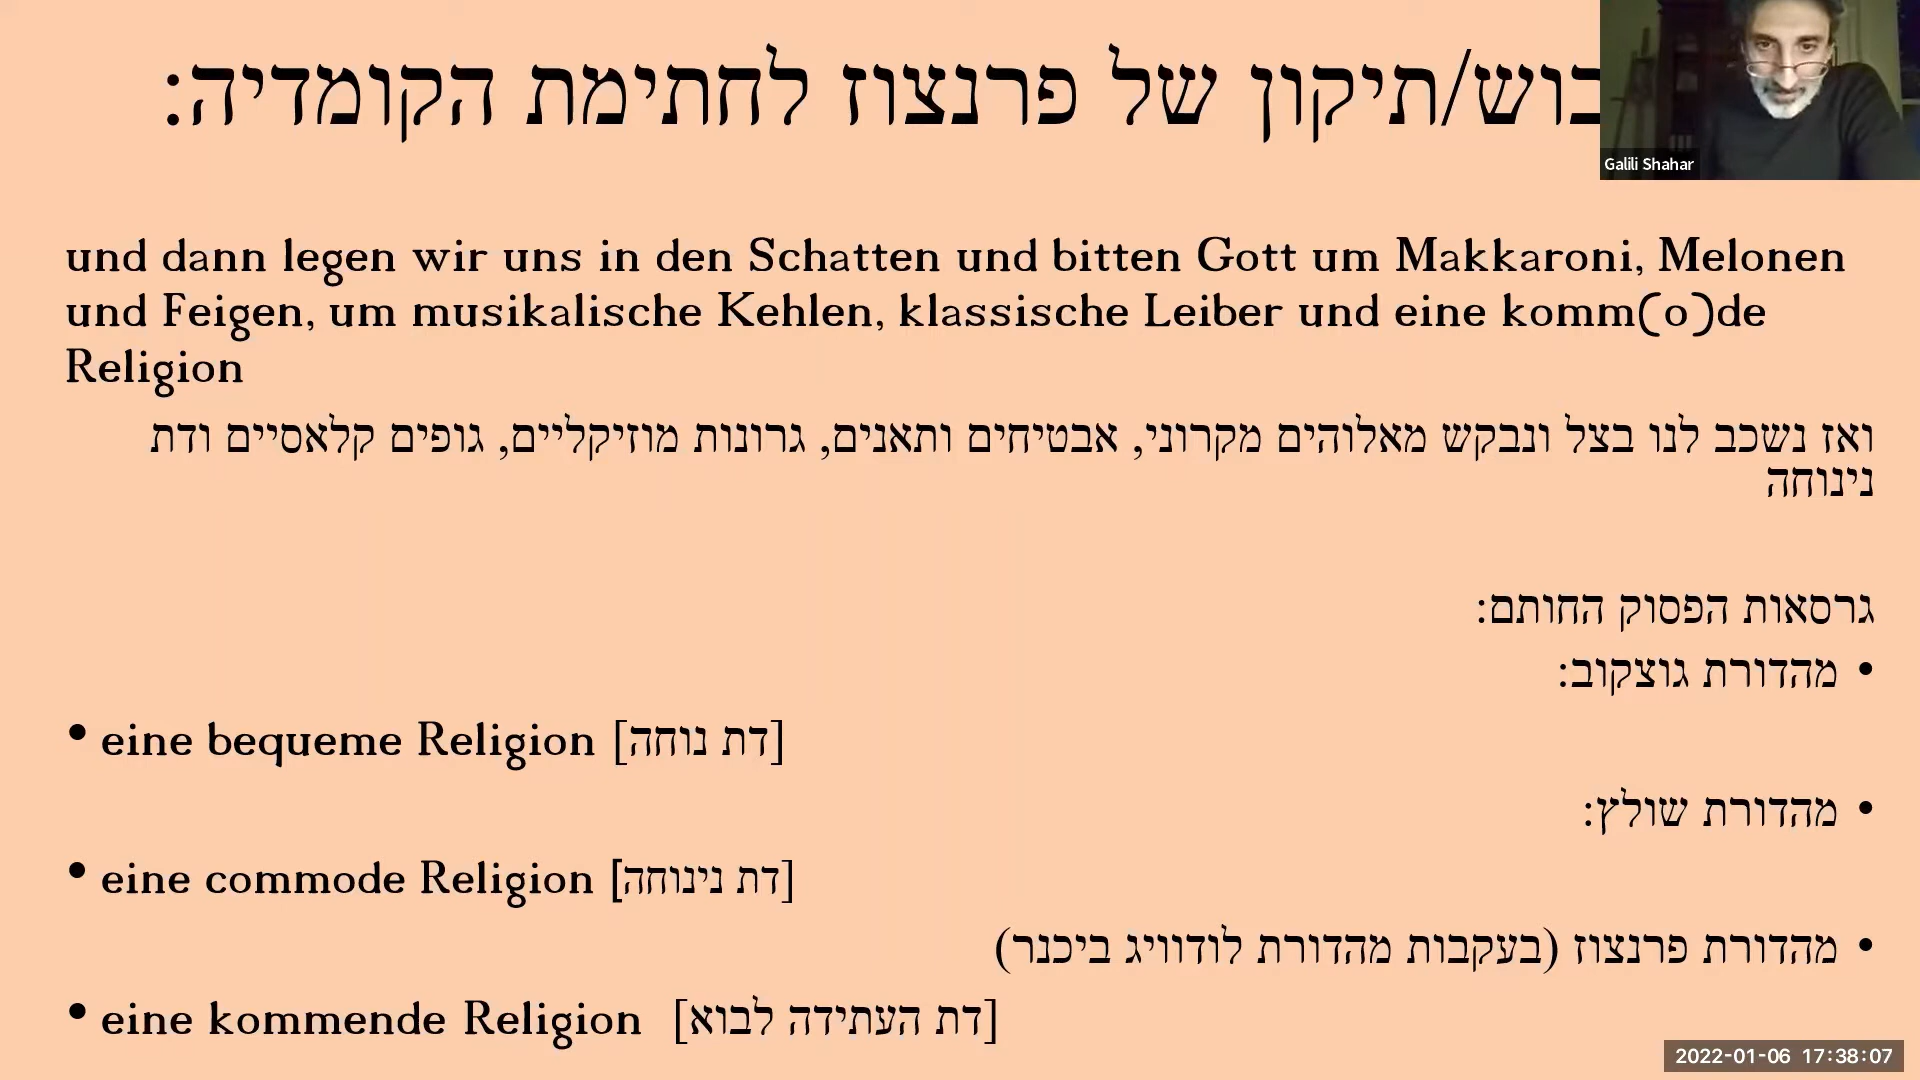 בוש/תיקון של פרנצוז לחתימת הקומדיה:
Galili Shahar
und dann legen wir uns in den Schatten und bitten Gott um Makkaroni, Melonen
und Feigen, um musikalische Kehlen, klassische Leiber und eine komm(o)de
Religion
ואז נשכב לנו בצל ונבקש מאלוהים מקרוני, אבטיחים ותאנים, גרונות מוזיקליים, גופים קלאסיים ודת
נינוחה
גרסאות הפסוק החותם:
• מהדורת גוצקוב:
• eine bequeme Religion [דת נוחה]
• מהדורת שולץ:
• eine commode Religion [דת נינוחה]
• מהדורת פרנצוז (בעקבות מהדורת לודוויג ביכנר)
• eine kommende Religion [דת העתידה לבוא]
2022-01-06 17:38:07